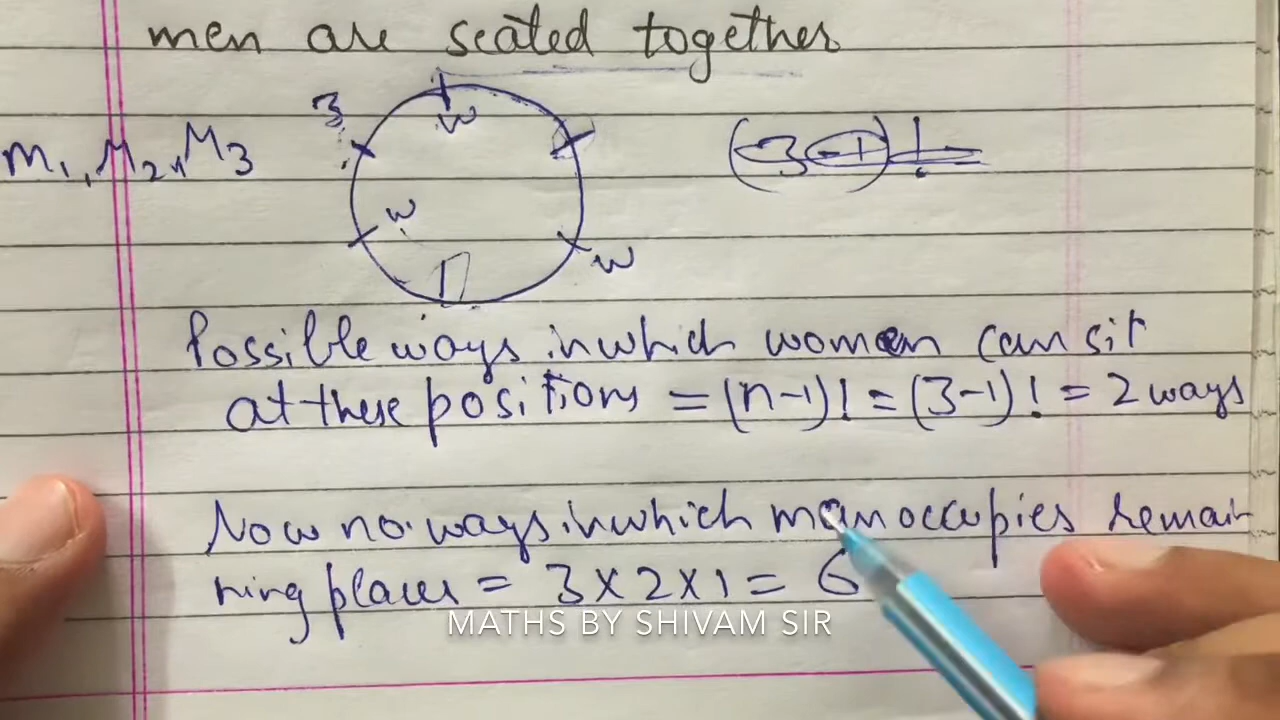 men are seated together
3
W
M1, M2, M3
(3-1)!
W
W
Possible ways in which women can sit
at these positions = (n-1)! = (3-1)! = 2 ways
Now no. ways in which man occupies remain
ning places = 3 X 2 X 1 = 6
MATHS BY SHIVAM SIR